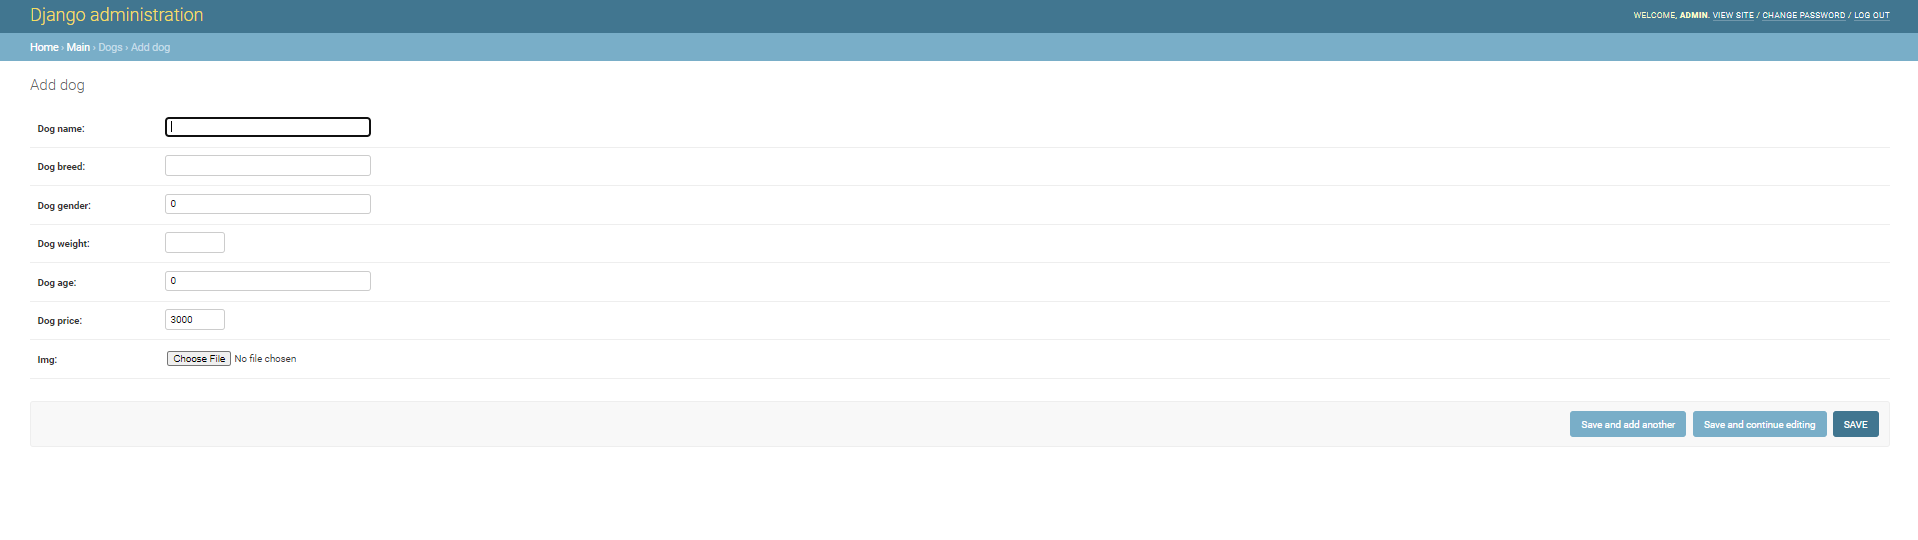 Django administration
WELCOME, ADMIN. VIEW SITE / CHANGE PASSWORD / LOG OUT
Home › Main › Dogs › Add dog
Add dog
Dog name:
Dog breed:
Dog gender: 0
Dog weight:
Dog age: 0
Dog price: 3000
Img: Choose File No file chosen
Save and add another Save and continue editing SAVE